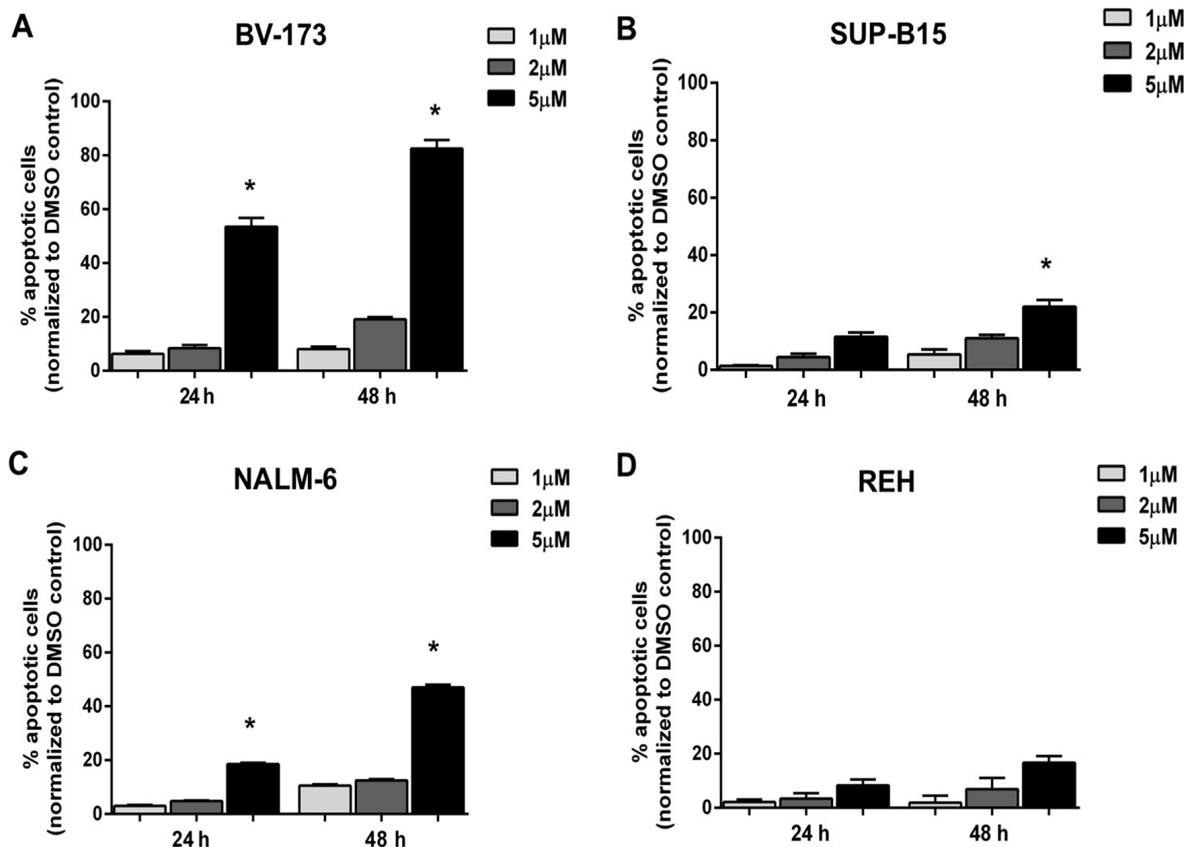 A
BV-173
1μM
2μM
5μM
% apoptotic cells
(normalized to DMSO control)
100
80
60
40
20
0
*
*
24 h
48 h
B
SUP-B15
1μM
2μM
5μM
% apoptotic cells
(normalized to DMSO control)
100
80
60
40
20
0
*
24 h
48 h
C
NALM-6
1μM
2μM
5μM
% apoptotic cells
(normalized to DMSO control)
100
80
60
40
20
0
*
*
24 h
48 h
D
REH
1μM
2μM
5μM
% apoptotic cells
(normalized to DMSO control)
100
80
60
40
20
0
24 h
48 h